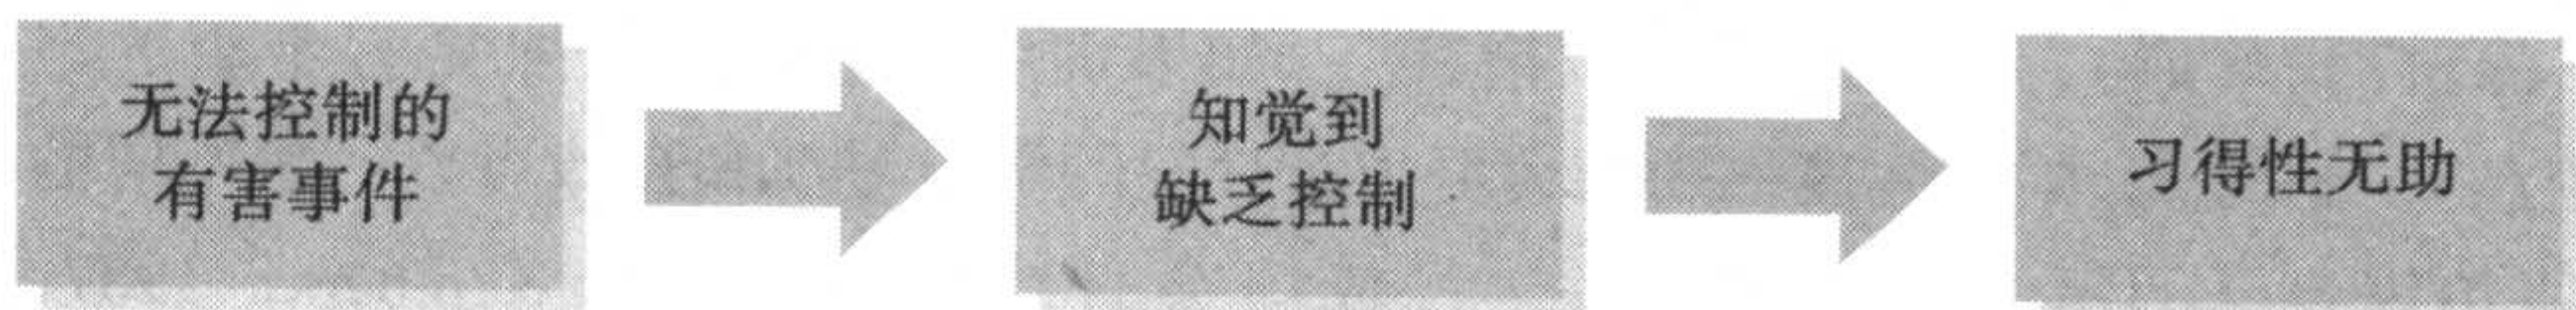 无法控制的
有害事件
知觉到
缺乏控制
习得性无助